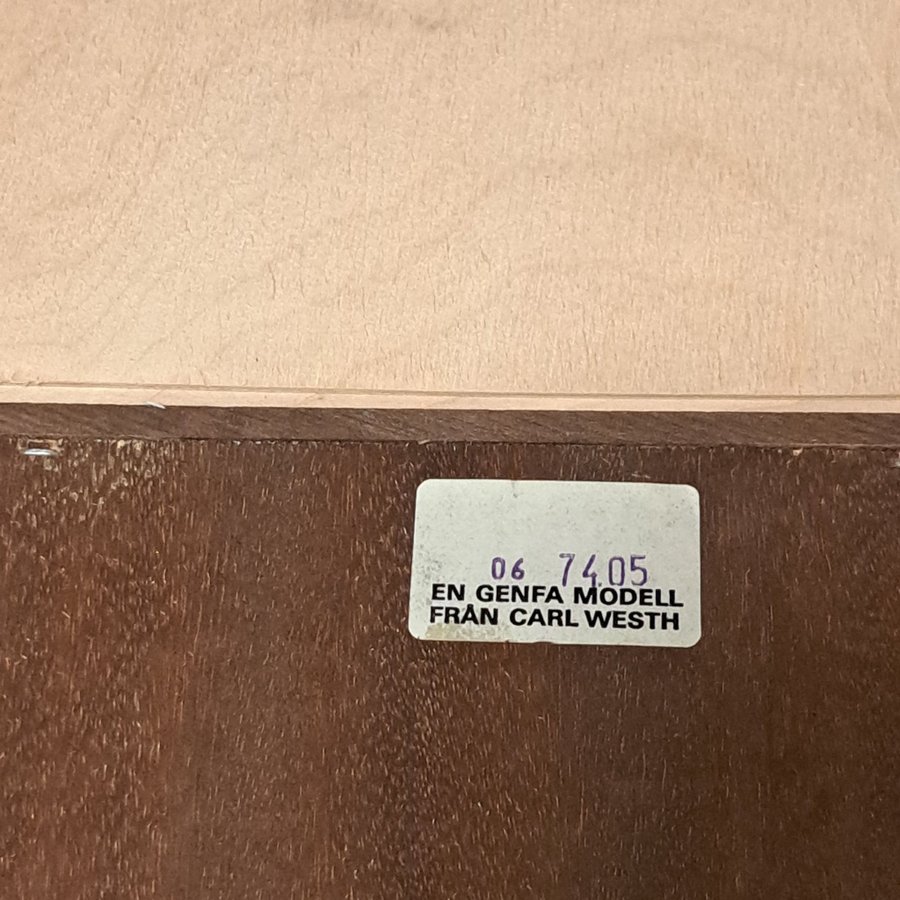 06 7405
EN GENFA MODELL
FRÅN CARL WESTH